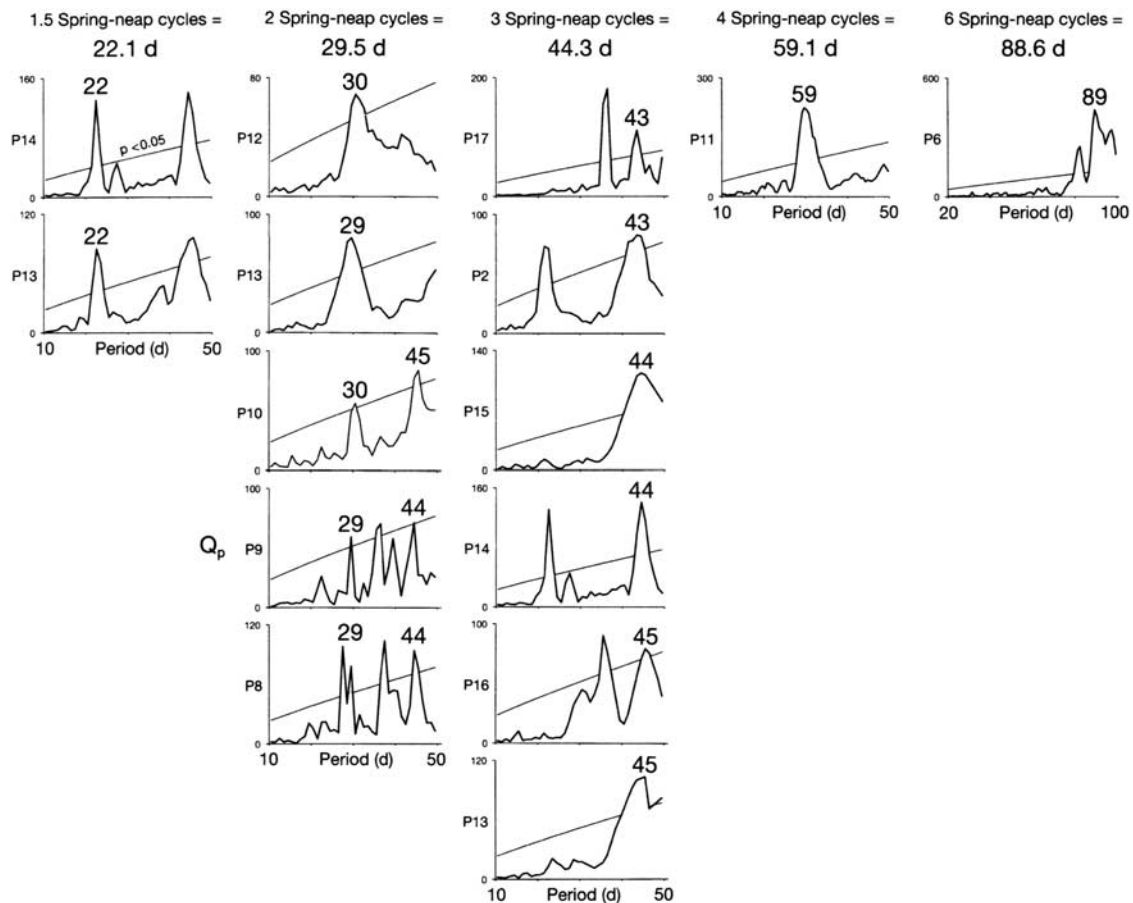 1.5 Spring-neap cycles =
22.1 d
2 Spring-neap cycles =
29.5 d
3 Spring-neap cycles =
44.3 d
4 Spring-neap cycles =
59.1 d
6 Spring-neap cycles =
88.6 d
160
22
P14
p <0.05
0
80
30
P12
0
200
43
P17
0
300
59
P11
0
10
Period (d)
50
600
89
P6
0
20
Period (d)
100
120
22
P13
0
10
Period (d)
50
100
29
P13
0
100
43
P2
0
100
30
45
P10
0
140
44
P15
0
Qp
100
29
44
P9
0
160
44
P14
0
120
29
44
P8
0
10
Period (d)
50
100
45
P16
0
120
45
P13
0
10
Period (d)
50